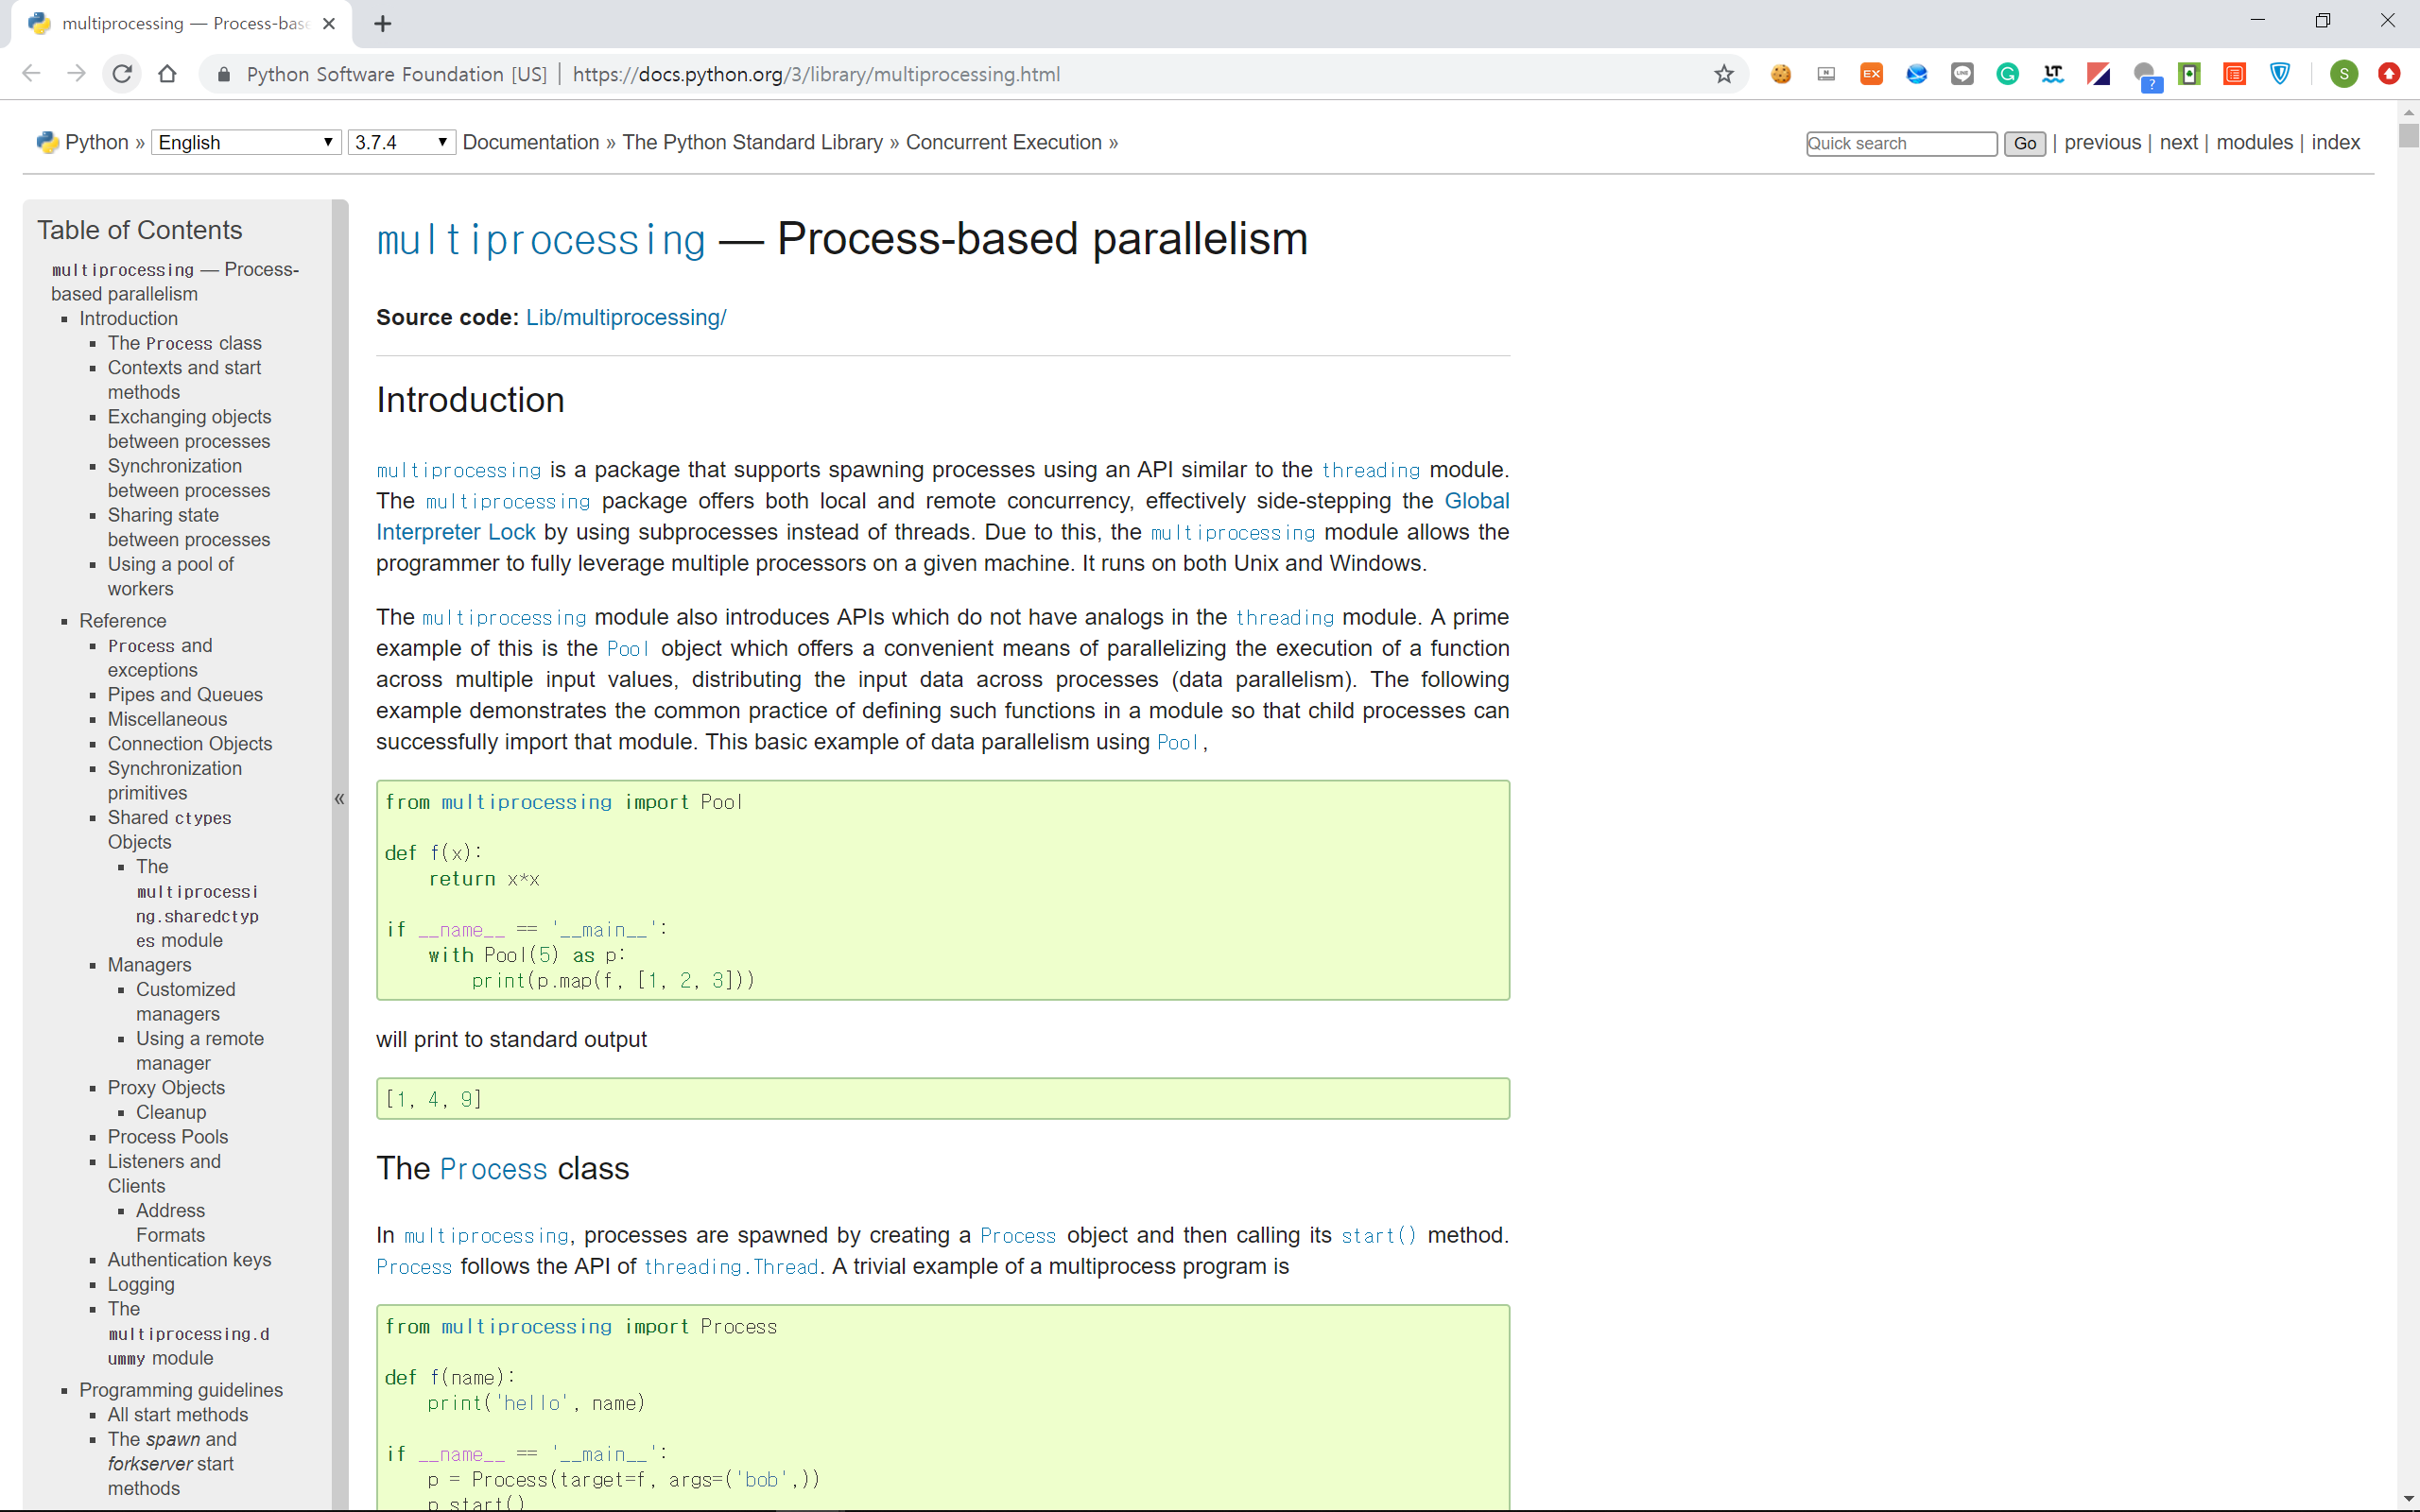 multiprocessing — Process-base
Python Software Foundation [US] | https://docs.python.org/3/library/multiprocessing.html
EX
LINE
G
LT
?
S
Python » English 3.7.4 Documentation » The Python Standard Library » Concurrent Execution »
Quick search Go | previous | next | modules | index
Table of Contents
multiprocessing — Process-
based parallelism
Introduction
The Process class
Contexts and start
methods
Exchanging objects
between processes
Synchronization
between processes
Sharing state
between processes
Using a pool of
workers
Reference
Process and
exceptions
Pipes and Queues
Miscellaneous
Connection Objects
Synchronization
primitives
Shared ctypes
Objects
The
multiprocessi
ng.sharedctyp
es module
Managers
Customized
managers
Using a remote
manager
Proxy Objects
Cleanup
Process Pools
Listeners and
Clients
Address
Formats
Authentication keys
Logging
The
multiprocessing.d
ummy module
Programming guidelines
All start methods
The spawn and
forkserver start
methods
«
multiprocessing — Process-based parallelism
Source code: Lib/multiprocessing/
Introduction
multiprocessing is a package that supports spawning processes using an API similar to the threading module.
The multiprocessing package offers both local and remote concurrency, effectively side-stepping the Global
Interpreter Lock by using subprocesses instead of threads. Due to this, the multiprocessing module allows the
programmer to fully leverage multiple processors on a given machine. It runs on both Unix and Windows.
The multiprocessing module also introduces APIs which do not have analogs in the threading module. A prime
example of this is the Pool object which offers a convenient means of parallelizing the execution of a function
across multiple input values, distributing the input data across processes (data parallelism). The following
example demonstrates the common practice of defining such functions in a module so that child processes can
successfully import that module. This basic example of data parallelism using Pool,
from multiprocessing import Pool
def f(x):
    return x*x
if __name__ == '__main__':
    with Pool(5) as p:
        print(p.map(f, [1, 2, 3]))
will print to standard output
[1, 4, 9]
The Process class
In multiprocessing, processes are spawned by creating a Process object and then calling its start() method.
Process follows the API of threading.Thread. A trivial example of a multiprocess program is
from multiprocessing import Process
def f(name):
    print('hello', name)
if __name__ == '__main__':
    p = Process(target=f, args=('bob',))
    p.start()